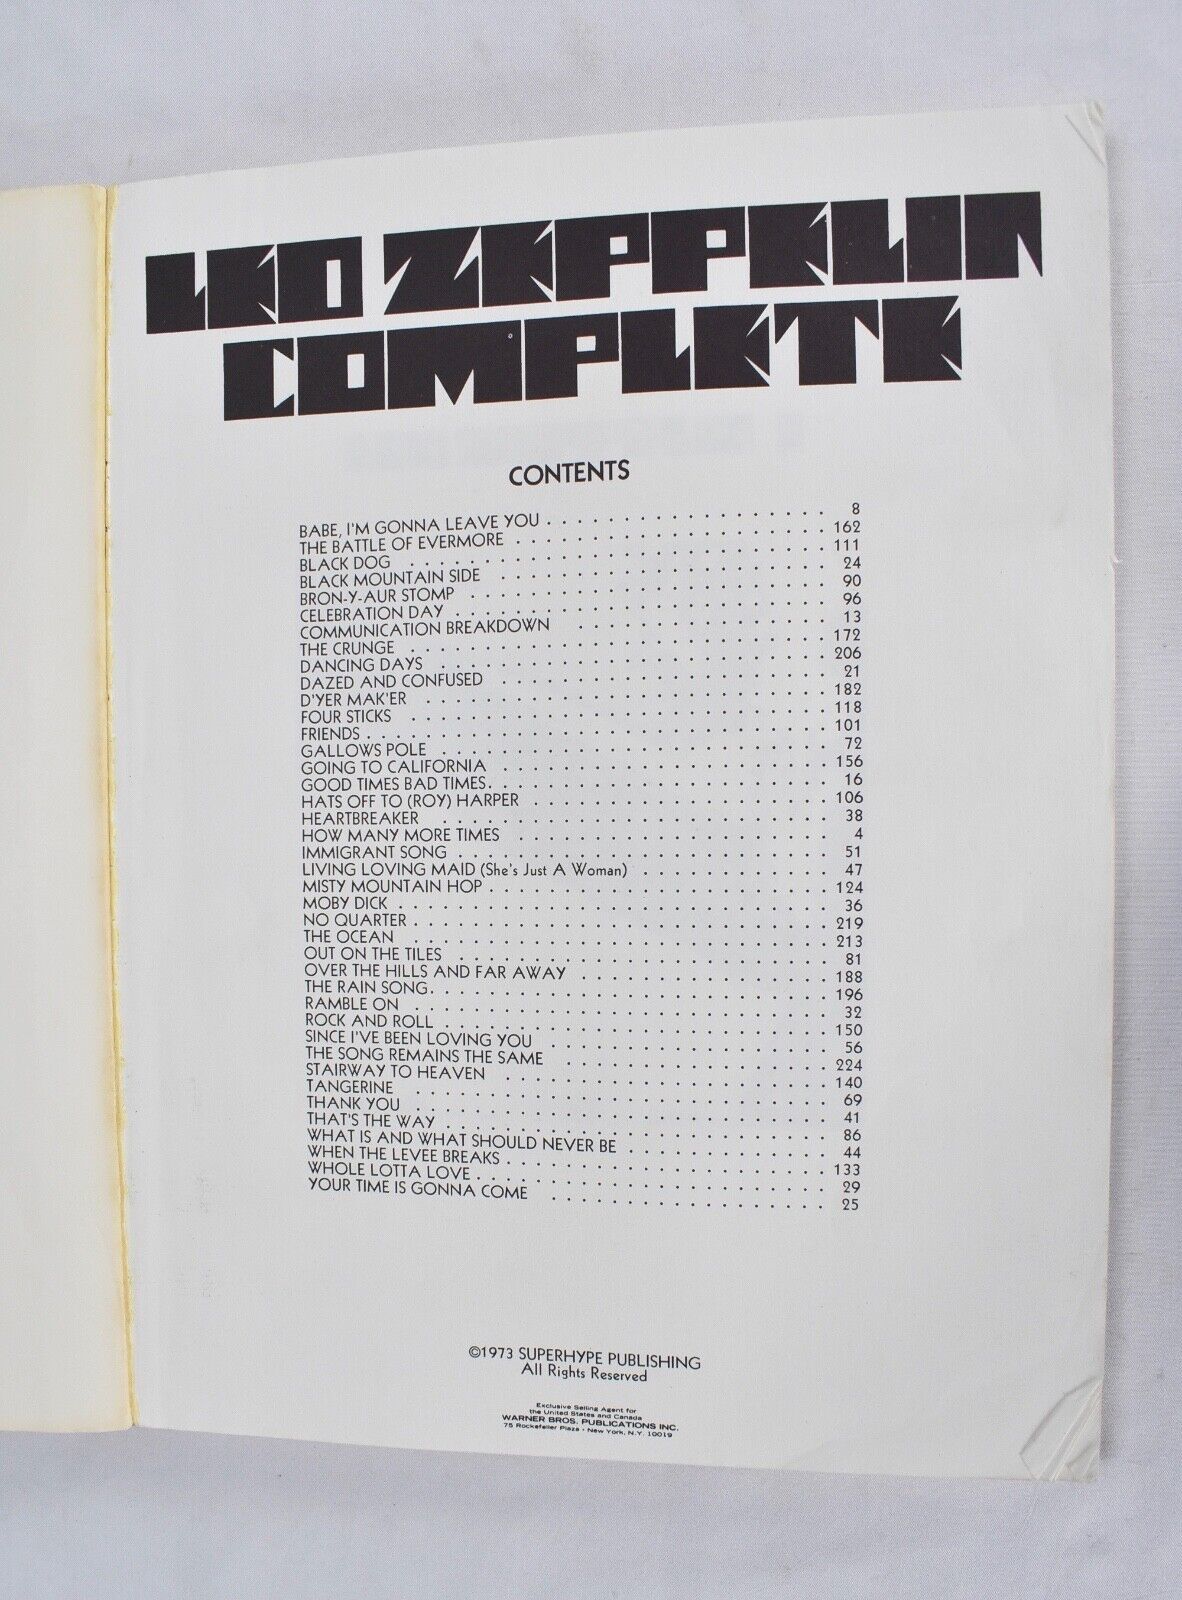 LED ZEPPELIN
COMPLETE
CONTENTS
BABE, I'M GONNA LEAVE YOU 8
THE BATTLE OF EVERMORE 162
BLACK DOG 111
BLACK MOUNTAIN SIDE 24
BRON-Y-AUR STOMP 90
CELEBRATION DAY 96
COMMUNICATION BREAKDOWN 13
THE CRUNGE 172
DANCING DAYS 206
DAZED AND CONFUSED 21
D'YER MAK'ER 182
FOUR STICKS 118
FRIENDS 101
GALLOWS POLE 72
GOING TO CALIFORNIA 156
GOOD TIMES BAD TIMES 16
HATS OFF TO (ROY) HARPER 106
HEARTBREAKER 38
HOW MANY MORE TIMES 4
IMMIGRANT SONG 51
LIVING LOVING MAID (She's Just A Woman) 47
MISTY MOUNTAIN HOP 124
MOBY DICK 36
NO QUARTER 219
THE OCEAN 213
OUT ON THE TILES 81
OVER THE HILLS AND FAR AWAY 188
THE RAIN SONG 196
RAMBLE ON 32
ROCK AND ROLL 150
SINCE I'VE BEEN LOVING YOU 56
THE SONG REMAINS THE SAME 224
STAIRWAY TO HEAVEN 140
TANGERINE 69
THANK YOU 41
THAT'S THE WAY 86
WHAT IS AND WHAT SHOULD NEVER BE 44
WHEN THE LEVEE BREAKS 133
WHOLE LOTTA LOVE 29
YOUR TIME IS GONNA COME 25
©1973 SUPERHYPE PUBLISHING
All Rights Reserved
Exclusive Selling Agent for
the United States and Canada
WARNER BROS. PUBLICATIONS INC.
75 Rockefeller Plaza • New York, N.Y. 10019